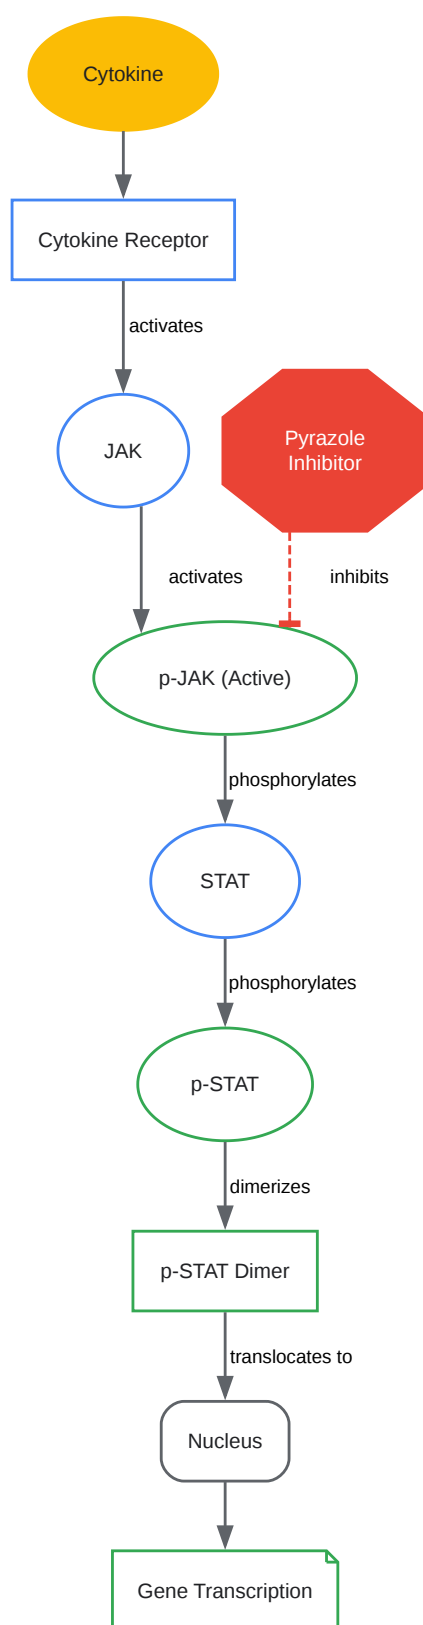 Cytokine
Cytokine Receptor
activates
JAK
Pyrazole
Inhibitor
activates
inhibits
p-JAK (Active)
phosphorylates
STAT
phosphorylates
p-STAT
dimerizes
p-STAT Dimer
translocates to
Nucleus
Gene Transcription